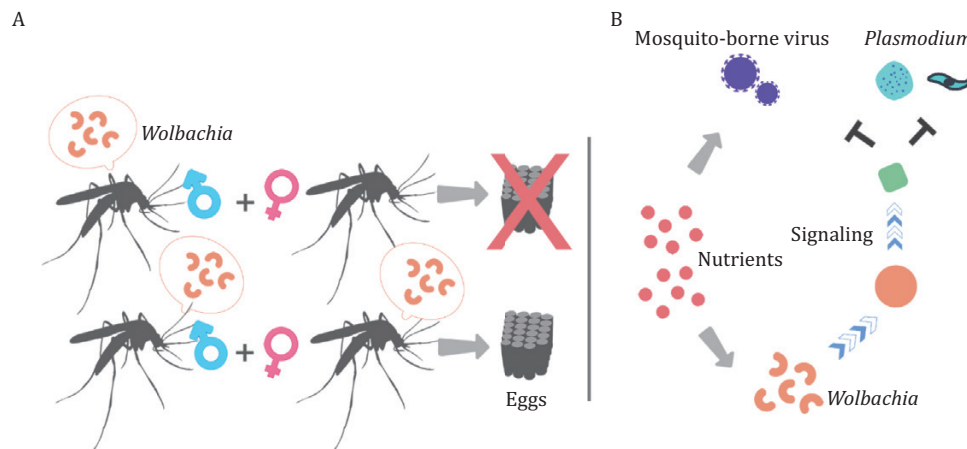 A
Wolbachia
Eggs
B
Mosquito-borne virus
Plasmodium
Signaling
Nutrients
Wolbachia